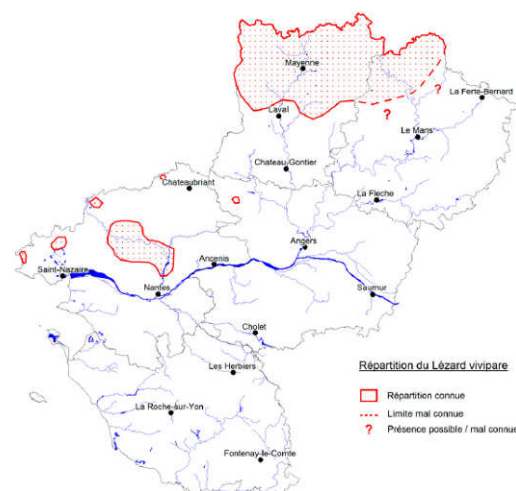 Mayenne
La Ferte-Bernard
Laval
?
?
Le Mans
Chateau-Gontier
Chateaubriant
La Fleche
Angers
Ancenis
Saint-Nazaire
Nantes
Saumur
Cholet
Les Herbiers
La Roche-sur-Yon
Fontenay-le-Comte
Répartition du Lézard vivipare
Répartition connue
Limite mal connue
? Présence possible / mal connue